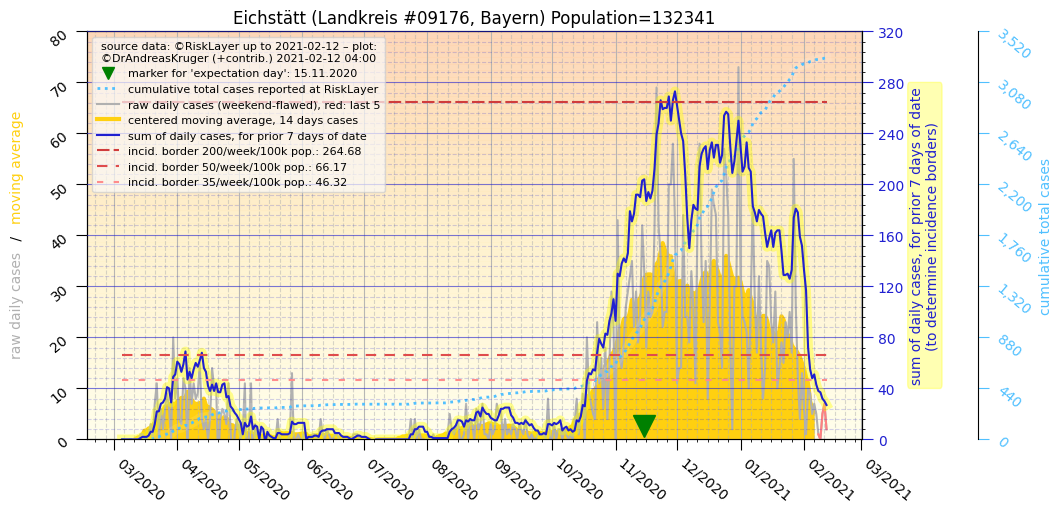 Eichstätt (Landkreis #09176, Bayern) Population=132341
source data: ©RiskLayer up to 2021-02-12 – plot:
©DrAndreasKruger (+contrib.) 2021-02-12 04:00
marker for 'expectation day': 15.11.2020
cumulative total cases reported at RiskLayer
raw daily cases (weekend-flawed), red: last 5
centered moving average, 14 days cases
sum of daily cases, for prior 7 days of date
incid. border 200/week/100k pop.: 264.68
incid. border 50/week/100k pop.: 66.17
incid. border 35/week/100k pop.: 46.32
raw daily cases / moving average
80
70
60
50
40
30
20
10
0
320
280
240
200
160
120
80
40
0
sum of daily cases, for prior 7 days of date
(to determine incidence borders)
3,520
3,080
2,640
2,200
1,760
1,320
880
440
0
cumulative total cases
03/2020
04/2020
05/2020
06/2020
07/2020
08/2020
09/2020
10/2020
11/2020
12/2020
01/2021
02/2021
03/2021